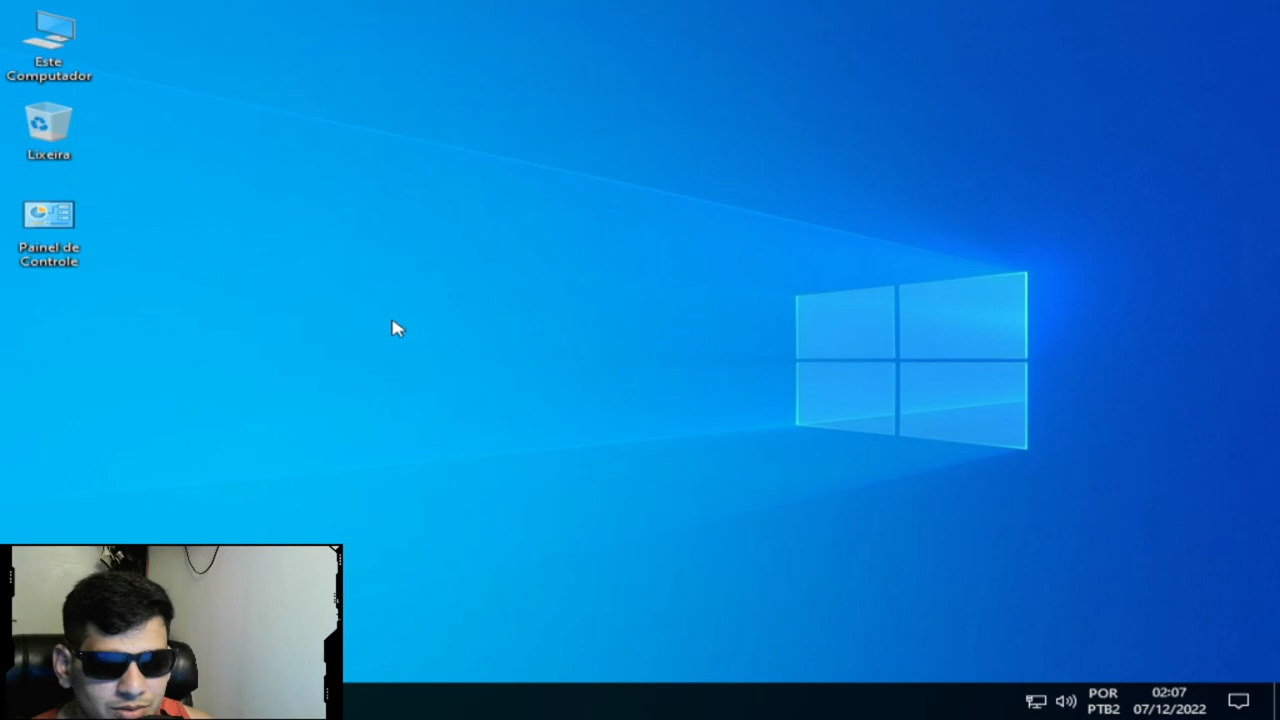 Este
Computador
Lixeira
Painel de
Controle
POR
PTB2
02:07
07/12/2022